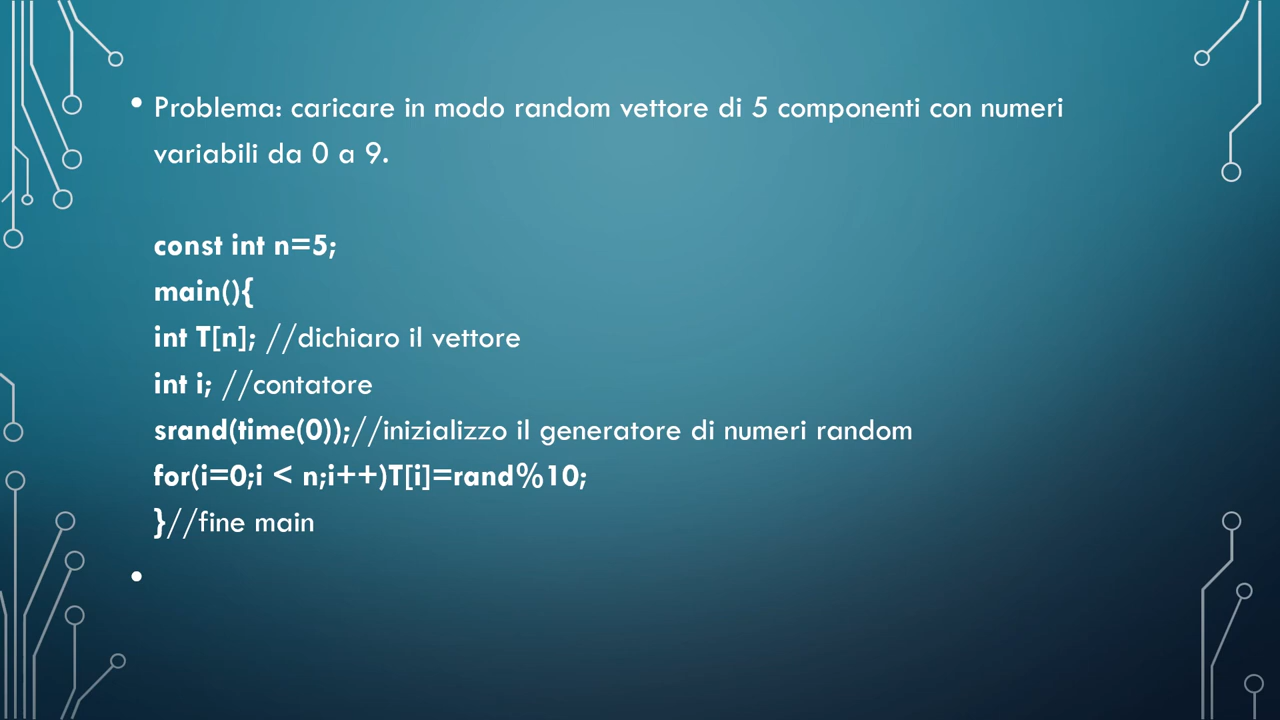 Problema: caricare in modo random vettore di 5 componenti con numeri
variabili da 0 a 9.
const int n=5;
main(){
int T[n]; //dichiaro il vettore
int i; //contatore
srand(time(0));//inizializzo il generatore di numeri random
for(i=0;i < n;i++)T[i]=rand%10;
}//fine main